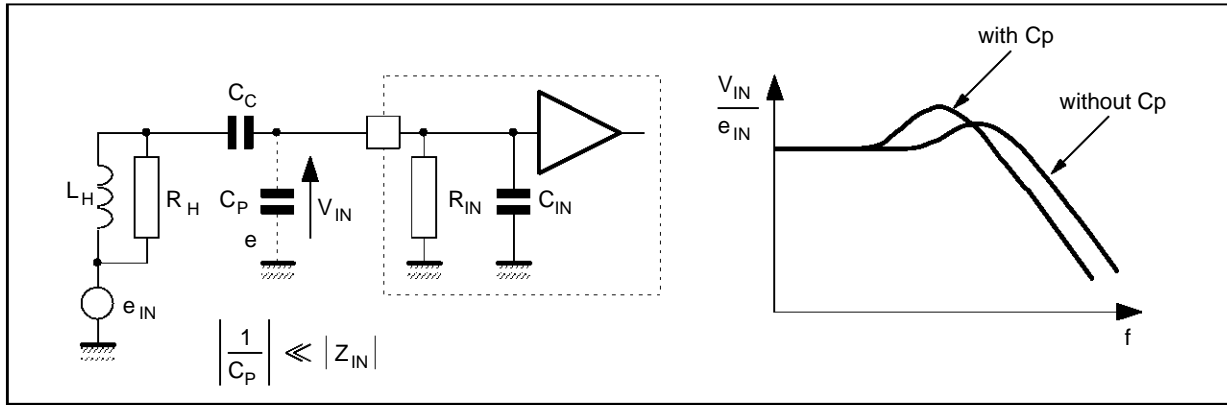 with Cp
without Cp
V_IN
e_IN
f
C_C
L_H
R_H
C_P
e
V_IN
R_IN
C_IN
e_IN
|1/C_P| ≪ |Z_IN|